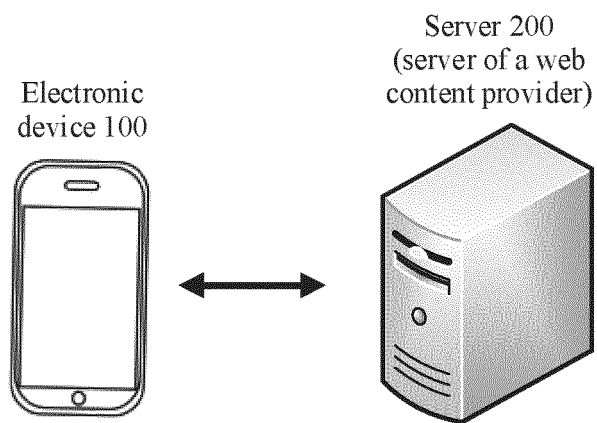 Electronic
device 100
Server 200
(server of a web
content provider)